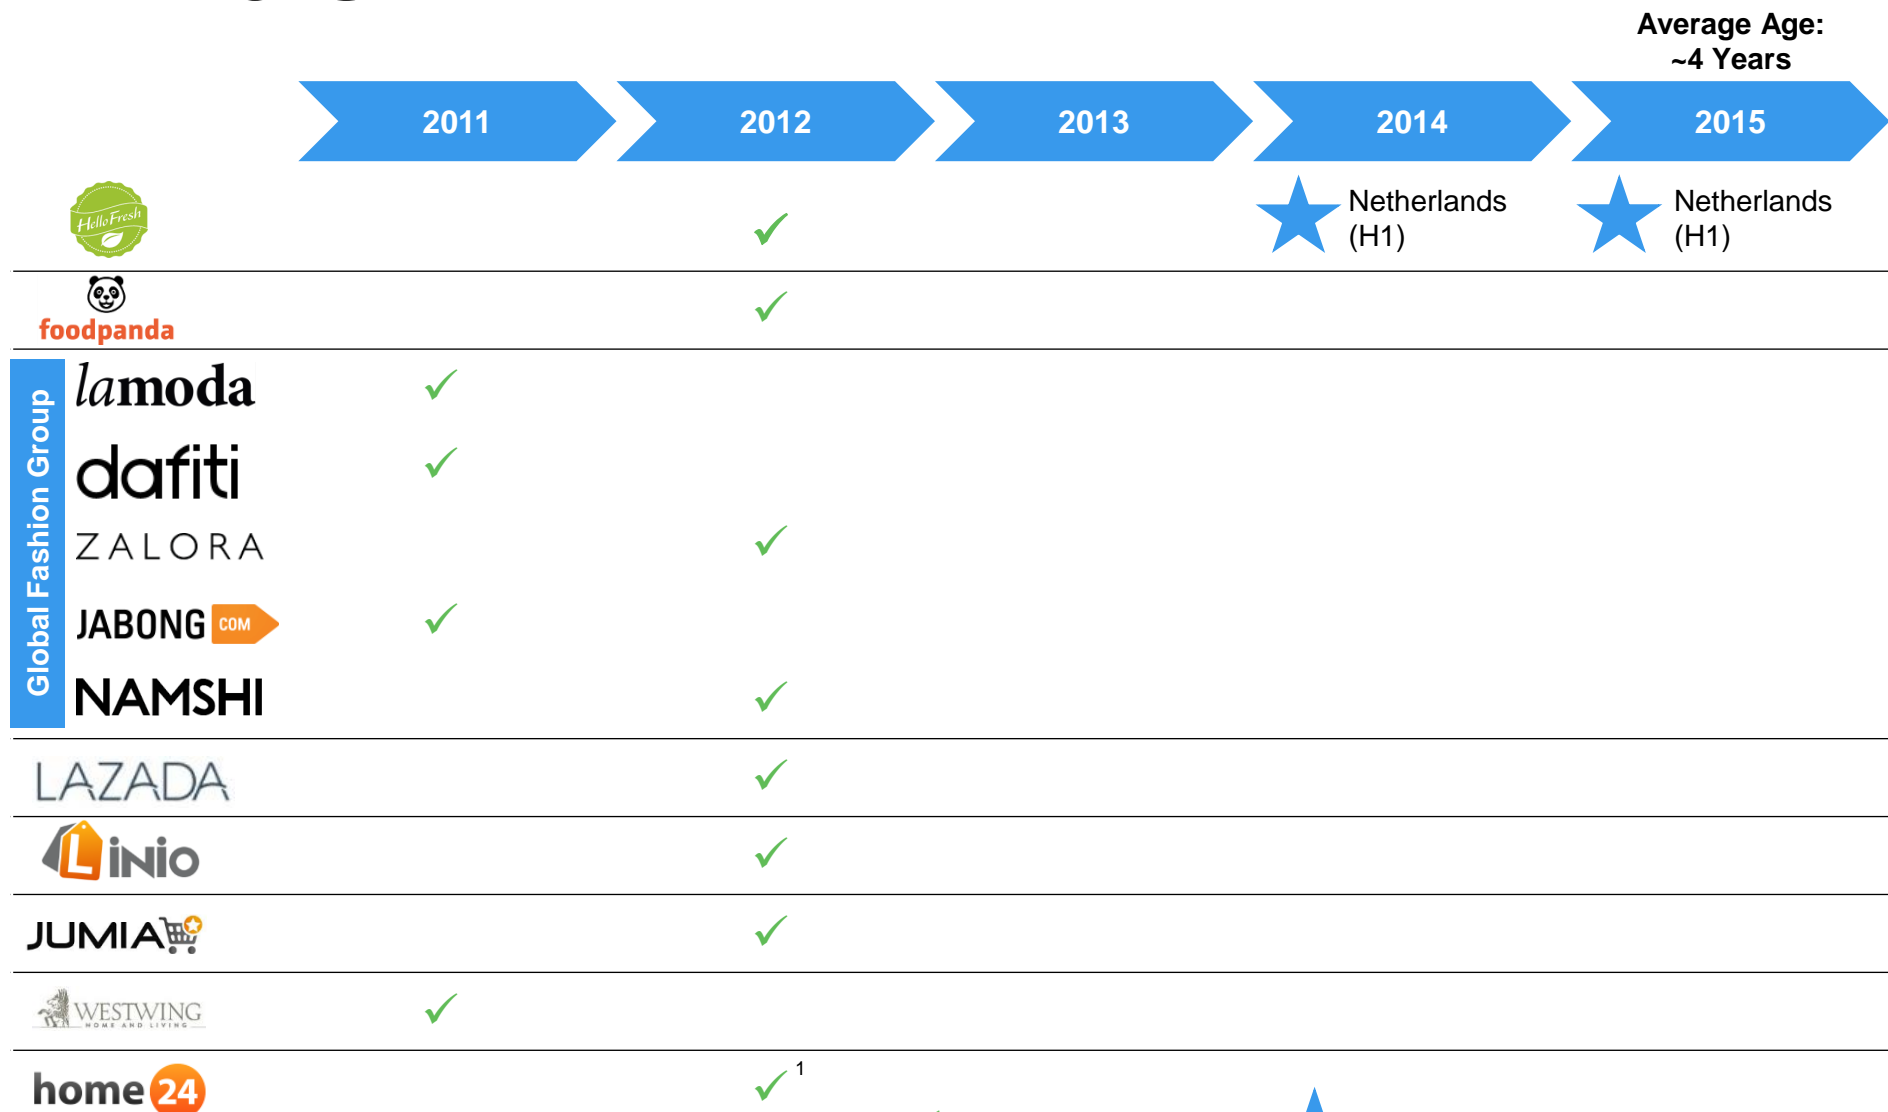 Average Age:
~4 Years
2011
2012
2013
2014
2015
HelloFresh
Netherlands
(H1)
Netherlands
(H1)
foodpanda
Global Fashion Group
lamoda
dafiti
ZALORA
JABONG COM
NAMSHI
LAZADA
LiNiO
JUMIA
WESTWING
HOME AND LIVING
home24
1